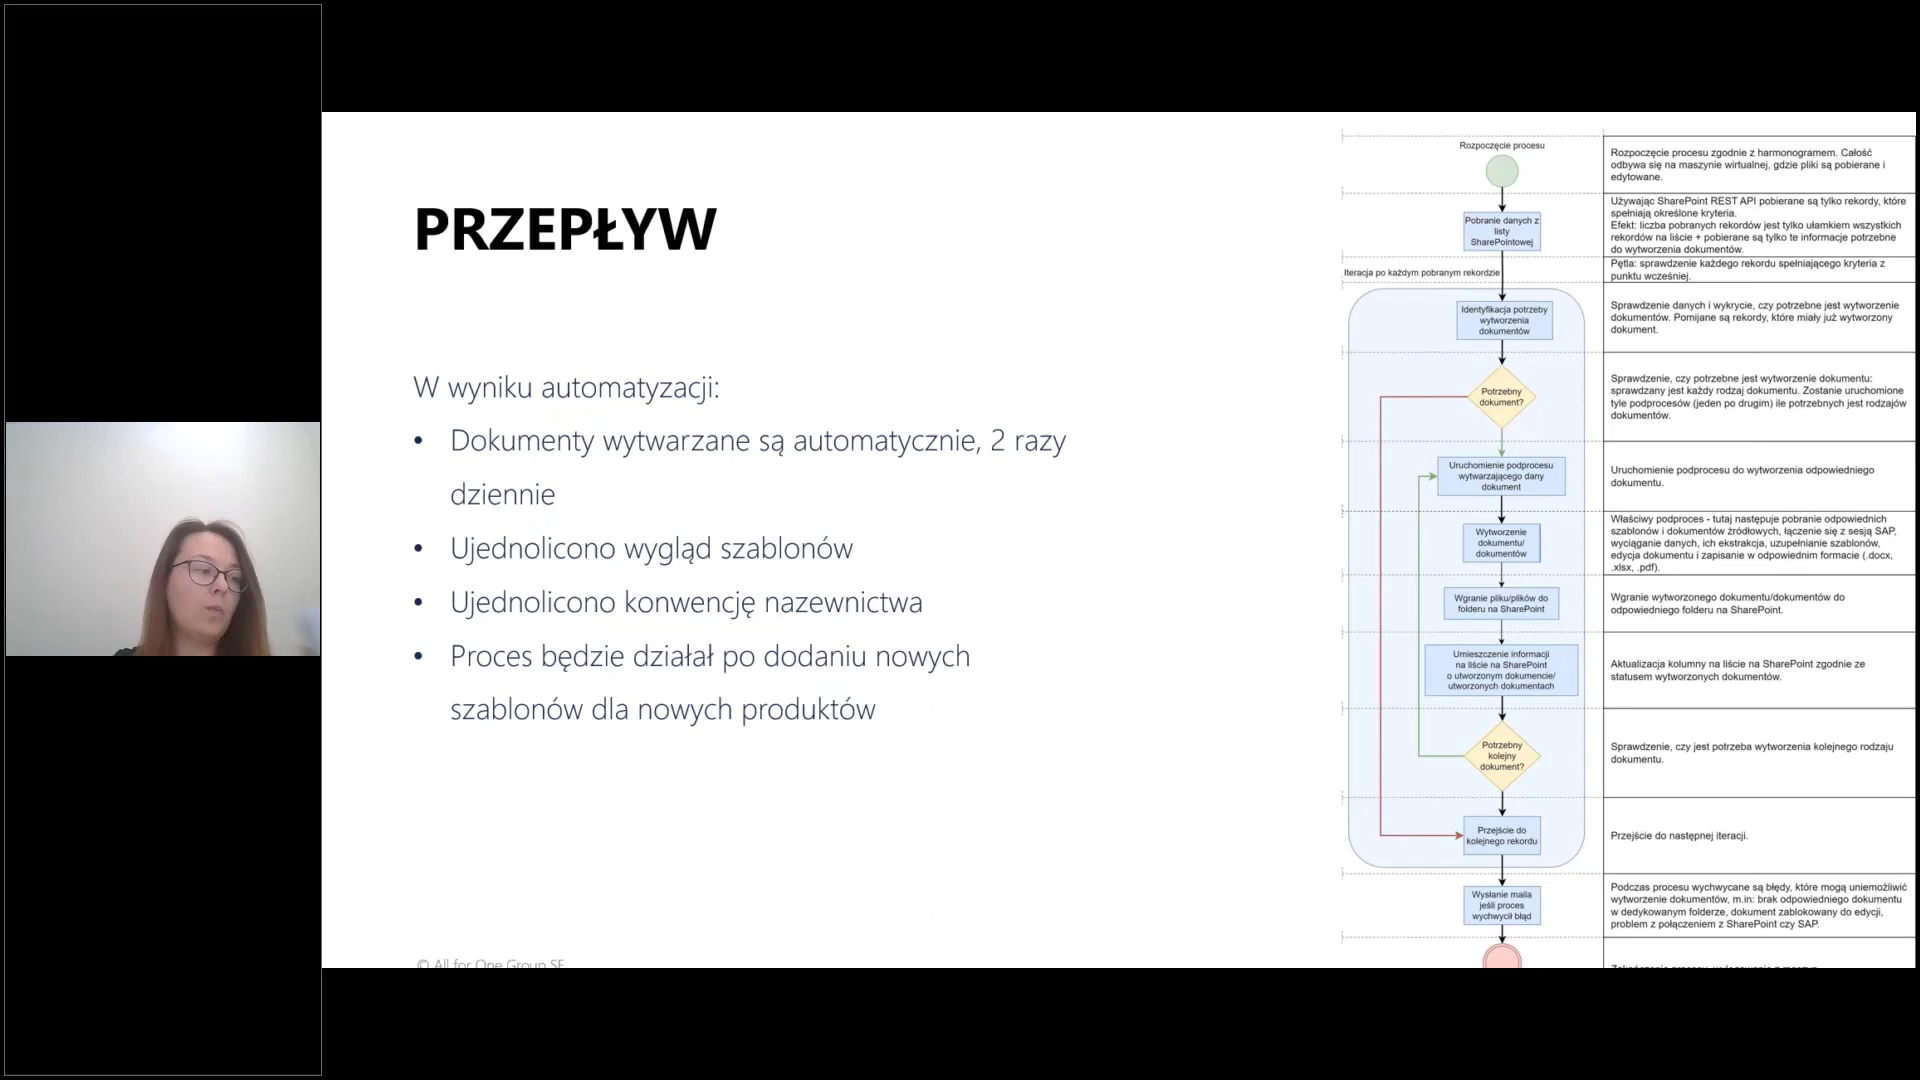 PRZEPŁYW
W wyniku automatyzacji:
• Dokumenty wytwarzane są automatycznie, 2 razy
dziennie
• Ujednolicono wygląd szablonów
• Ujednolicono konwencję nazewnictwa
• Proces będzie działał po dodaniu nowych
szablonów dla nowych produktów
© All for One Group SE
Rozpoczęcie procesu
Rozpoczęcie procesu zgodnie z harmonogramem. Całość
odbywa się na maszynie wirtualnej, gdzie pliki są pobierane i
edytowane.
Pobranie danych z
listy
SharePointowej
Używając SharePoint REST API pobierane są tylko rekordy, które
spełniają określone kryteria.
Efekt: liczba pobranych rekordów jest tylko ułamkiem wszystkich
rekordów na liście + pobierane są tylko te informacje potrzebne
do wytworzenia dokumentów.
Iteracja po każdym pobranym rekordzie
Pętla: sprawdzenie każdego rekordu spełniającego kryteria z
punktu wcześniej.
Identyfikacja potrzeby
wytworzenia
dokumentów
Sprawdzenie danych i wykrycie, czy potrzebne jest wytworzenie
dokumentów. Pomijane są rekordy, które miały już wytworzony
dokument.
Potrzebny
dokument?
Sprawdzenie, czy potrzebne jest wytworzenie dokumentu:
sprawdzany jest każdy rodzaj dokumentu. Zostanie uruchomione
tyle podprocesów (jeden po drugim) ile potrzebnych jest rodzajów
dokumentów.
Uruchomienie podprocesu
wytwarzającego dany
dokument
Uruchomienie podprocesu do wytworzenia odpowiedniego
dokumentu.
Wytworzenie
dokumentu/
dokumentów
Właściwy podproces - tutaj następuje pobranie odpowiednich
szablonów i dokumentów źródłowych, łączenie się z sesją SAP,
wyciąganie danych, ich ekstrakcja, uzupełnianie szablonów,
edycja dokumentu i zapisanie w odpowiednim formacie (.docx,
.xlsx, .pdf).
Wgranie pliku/plików do
folderu na SharePoint
Wgranie wytworzonego dokumentu/dokumentów do
odpowiedniego folderu na SharePoint.
Umieszczenie informacji
na liście na SharePoint
o utworzonym dokumencie/
utworzonych dokumentach
Aktualizacja kolumny na liście na SharePoint zgodnie ze
statusem wytworzonych dokumentów.
Potrzebny
kolejny
dokument?
Sprawdzenie, czy jest potrzeba wytworzenia kolejnego rodzaju
dokumentu.
Przejście do
kolejnego rekordu
Przejście do następnej iteracji.
Wysłanie maila
jeśli proces
wychwycił błąd
Podczas procesu wychwycane są błędy, które mogą uniemożliwić
wytworzenie dokumentów, m.in: brak odpowiedniego dokumentu
w dedykowanym folderze, dokument zablokowany do edycji,
problem z połączeniem z SharePoint czy SAP.